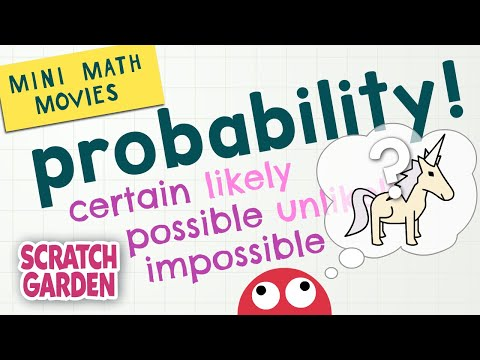 MINI MATH
MOVIES
probability!
certain likely
possible
impossible
?
SCRATCH
GARDEN